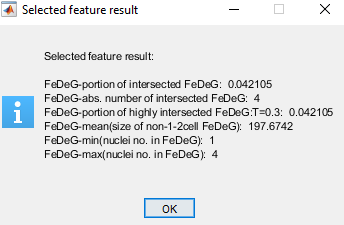 Selected feature result
Selected feature result:
FeDeG-portion of intersected FeDeG: 0.042105
FeDeG-abs. number of intersected FeDeG: 4
FeDeG-portion of highly intersected FeDeG:T=0.3: 0.042105
FeDeG-mean(size of non-1-2cell FeDeG): 197.6742
FeDeG-min(nuclei no. in FeDeG): 1
FeDeG-max(nuclei no. in FeDeG): 4
OK